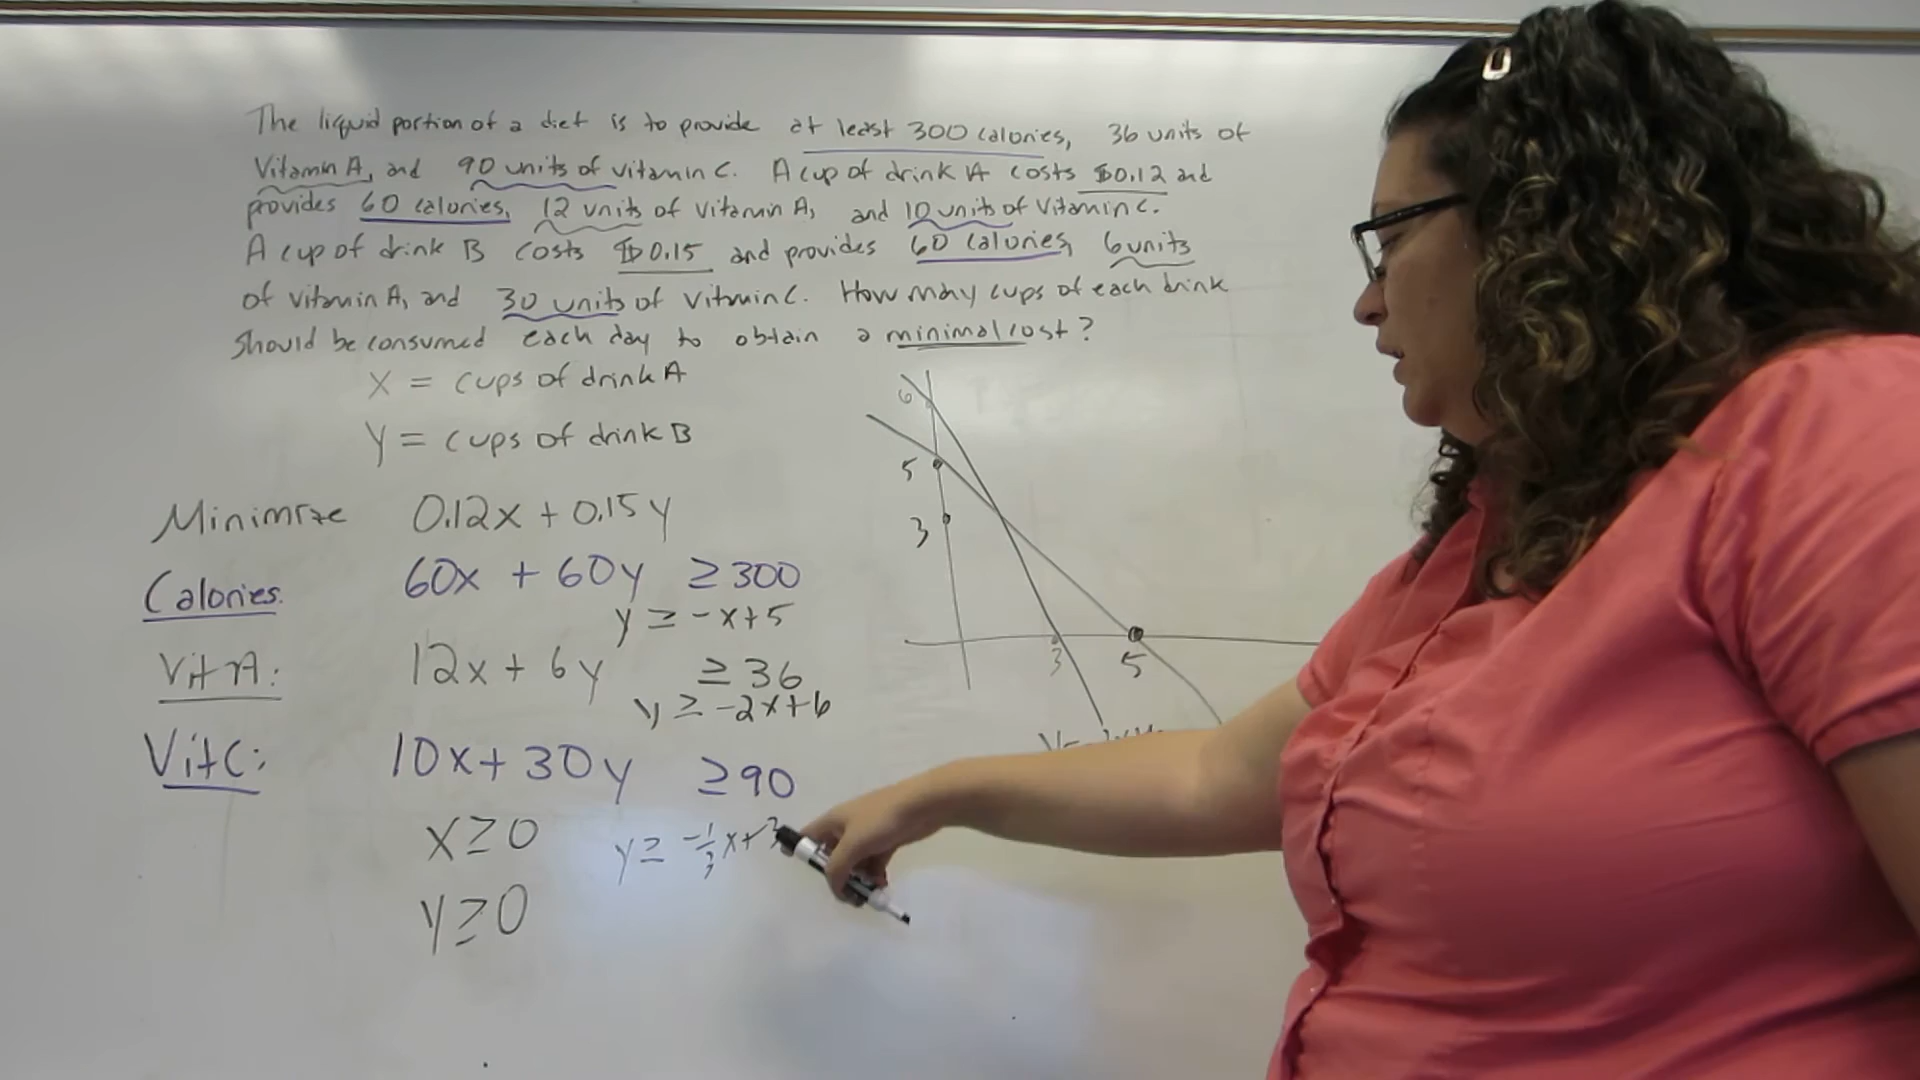 The liquid portion of a diet is to provide at least 300 calories, 36 units of
Vitamin A, and 90 units of vitamin C. A cup of drink A costs $0.12 and
provides 60 calories, 12 units of vitamin A, and 10 units of vitamin C.
A cup of drink B costs $0.15 and provides 60 calories, 6 units
of vitamin A, and 30 units of vitamin C. How may cups of each drink
should be consumed each day to obtain a minimal cost?
X = cups of drink A
Y = cups of drink B
Minimize 0.12x + 0.15y
Calories. 60x + 60y ≥ 300
y ≥ -x+5
Vit A: 12x + 6y ≥ 36
y ≥ -2x+6
Vit C: 10x + 30y ≥ 90
x ≥ 0 y ≥ -1/3 x + 3
y ≥ 0
6
5
3
3 5